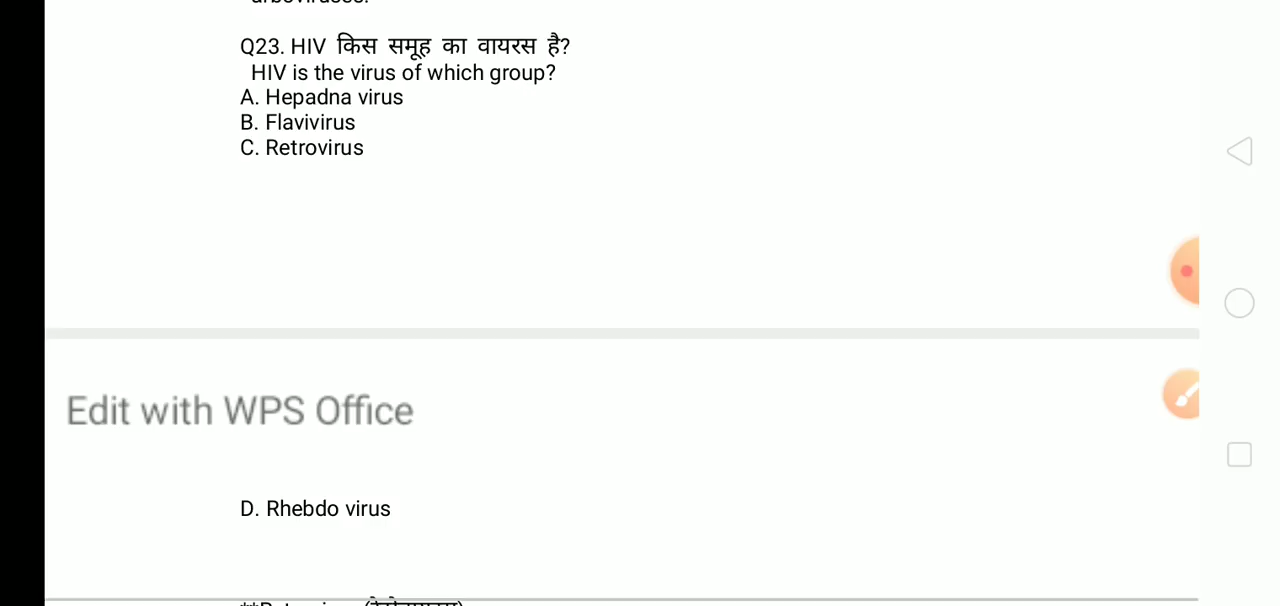 Q23. HIV किस समूह का वायरस है?
HIV is the virus of which group?
A. Hepadna virus
B. Flavivirus
C. Retrovirus
Edit with WPS Office
D. Rhebdo virus